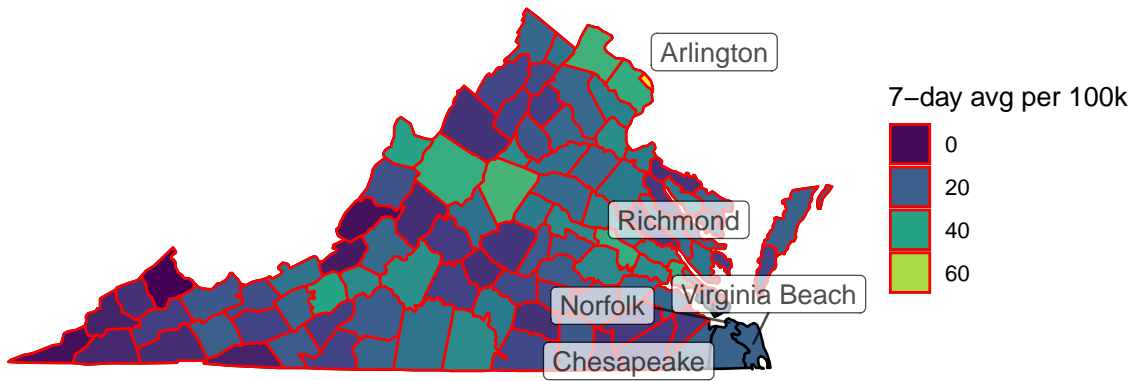 Arlington
7−day avg per 100k
0
20
40
60
Richmond
Virginia Beach
Norfolk
Chesapeake